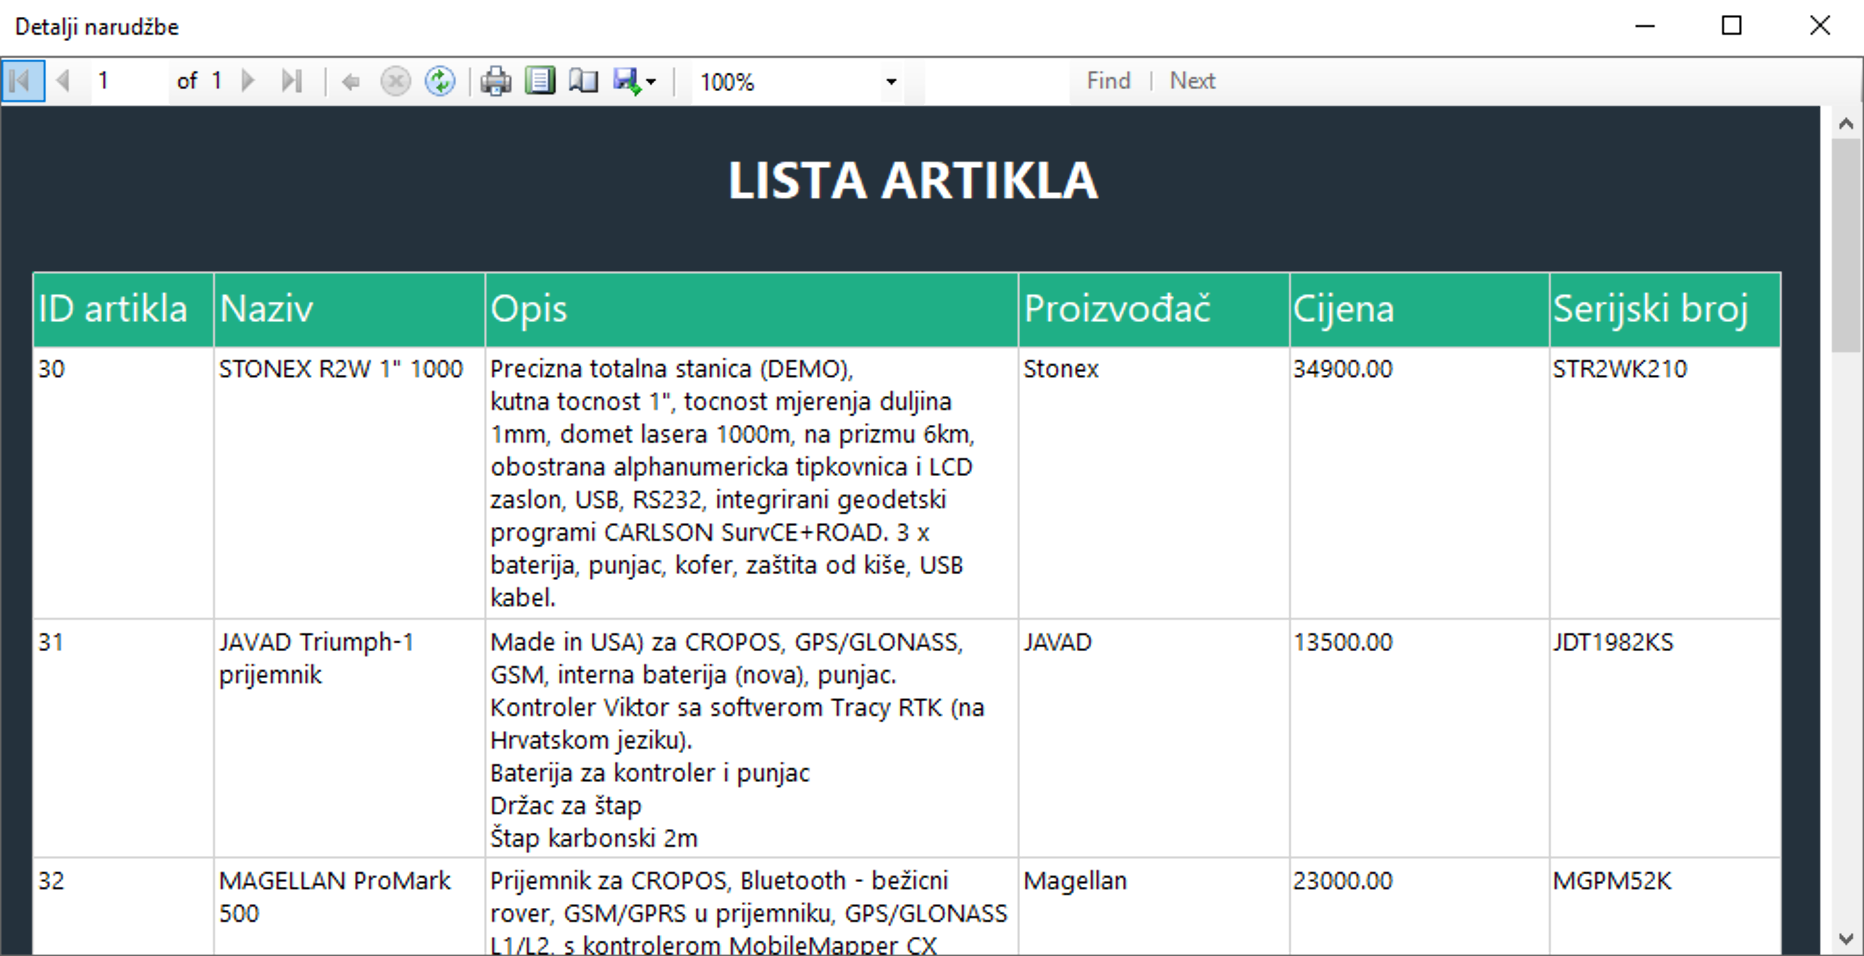 Detalji narudžbe
1 of 1 100% Find | Next
LISTA ARTIKLA
ID artikla Naziv Opis Proizvođač Cijena Serijski broj
30 STONEX R2W 1" 1000 Precizna totalna stanica (DEMO), Stonex 34900.00 STR2WK210
kutna tocnost 1", tocnost mjerenja duljina
1mm, domet lasera 1000m, na prizmu 6km,
obostrana alphanumericka tipkovnica i LCD
zaslon, USB, RS232, integrirani geodetski
programi CARLSON SurvCE+ROAD. 3 x
baterija, punjac, kofer, zaštita od kiše, USB
kabel.
31 JAVAD Triumph-1 Made in USA) za CROPOS, GPS/GLONASS, JAVAD 13500.00 JDT1982KS
prijemnik GSM, interna baterija (nova), punjac.
Kontroler Viktor sa softverom Tracy RTK (na
Hrvatskom jeziku).
Baterija za kontroler i punjac
Držac za štap
Štap karbonski 2m
32 MAGELLAN ProMark Prijemnik za CROPOS, Bluetooth - bežicni Magellan 23000.00 MGPM52K
500 rover, GSM/GPRS u prijemniku, GPS/GLONASS
L1/L2, s kontrolerom MobileMapper CX